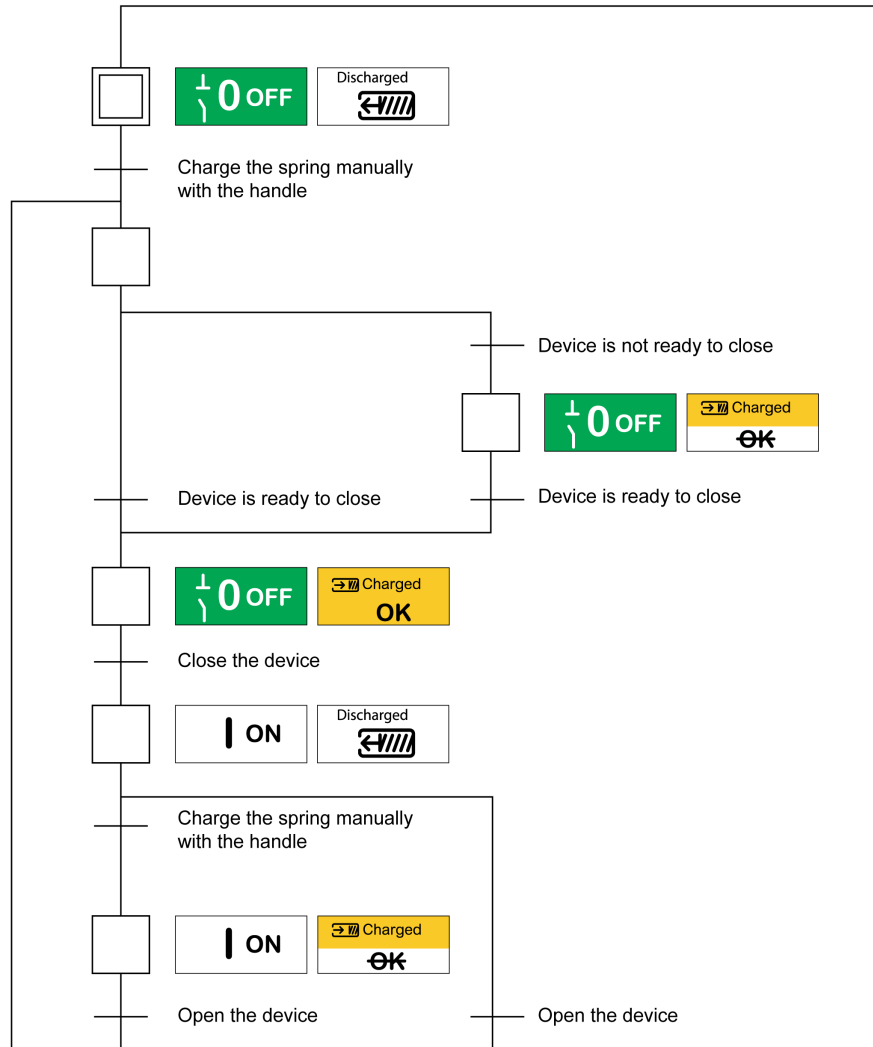 0 OFF
Discharged
Charge the spring manually
with the handle
Device is not ready to close
0 OFF
Charged
OK
Device is ready to close
Device is ready to close
0 OFF
Charged
OK
Close the device
I ON
Discharged
Charge the spring manually
with the handle
I ON
Charged
OK
Open the device
Open the device